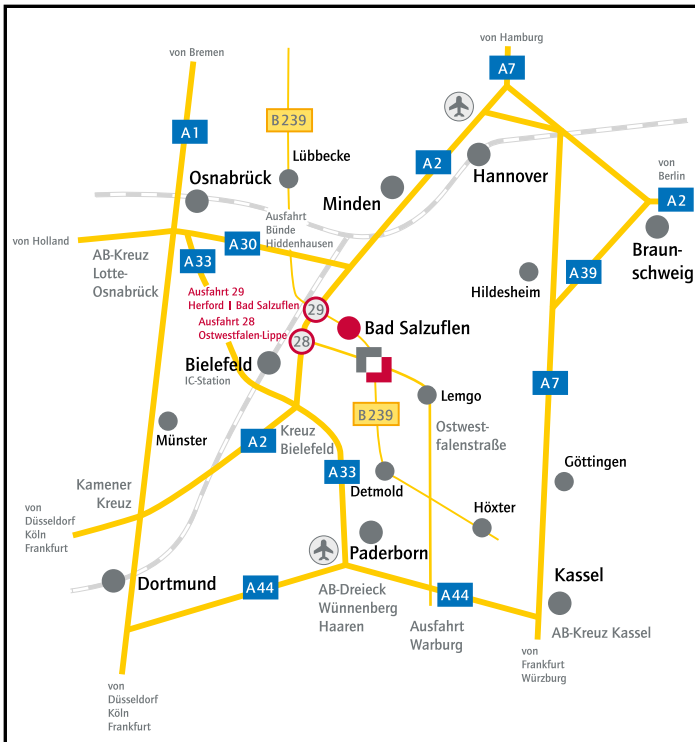 von Hamburg
von Bremen
A7
B239
A1
Lübbecke
A2
Hannover
von
Berlin
Osnabrück
Minden
A2
Ausfahrt
Bünde
Hiddenhausen
von Holland
A30
A33
AB-Kreuz
Lotte-
Osnabrück
Braun-
schweig
A39
Hildesheim
Ausfahrt 29
Herford I Bad Salzuflen
29
Ausfahrt 28
Ostwestfalen-Lippe
28
Bad Salzuflen
Bielefeld
IC-Station
A7
Lemgo
B239
Ostwest-
falenstraße
Münster
A2
Kreuz
Bielefeld
A33
Göttingen
Kamener
Kreuz
Detmold
Höxter
von
Düsseldorf
Köln
Frankfurt
Paderborn
Dortmund
A44
AB-Dreieck
Wünnenberg
Haaren
A44
Kassel
Ausfahrt
Warburg
AB-Kreuz Kassel
von
Frankfurt
Würzburg
von
Düsseldorf
Köln
Frankfurt